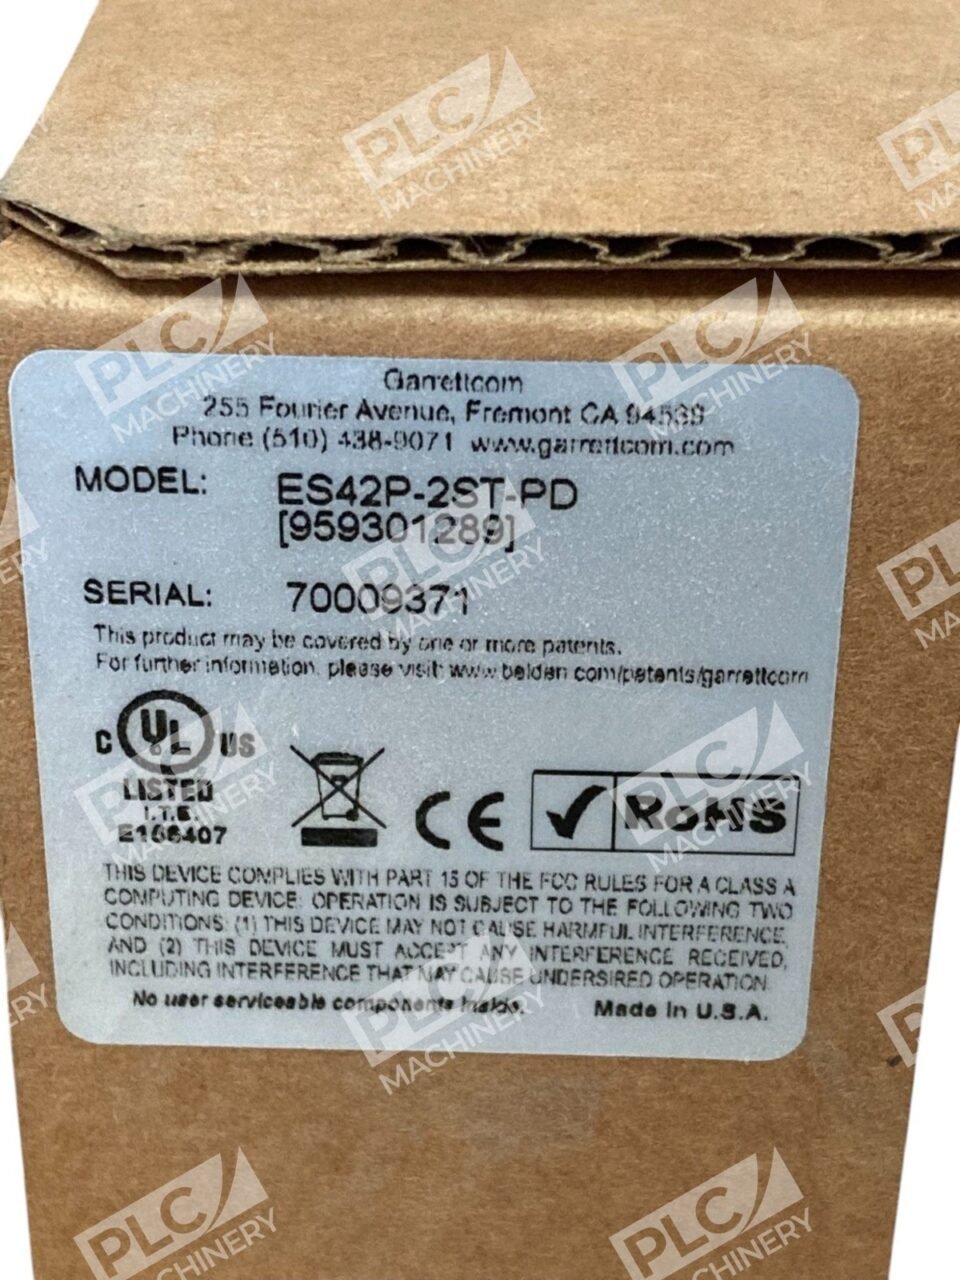 Garrettcom
255 Fourier Avenue, Fremont CA 94539
Phone (510) 438-9071 www.garrettcom.com
MODEL: ES42P-2ST-PD
[959301289]
SERIAL: 70009371
This product may be covered by one or more patents.
For further information, please visit: www.belden.com/patents/garrettcom
C UL US
LISTED
I.T.E.
E166407
CE
RoHS
THIS DEVICE COMPLIES WITH PART 15 OF THE FCC RULES FOR A CLASS A
COMPUTING DEVICE: OPERATION IS SUBJECT TO THE FOLLOWING TWO
CONDITIONS: (1) THIS DEVICE MAY NOT CAUSE HARMFUL INTERFERENCE,
AND (2) THIS DEVICE MUST ACCEPT ANY INTERFERENCE RECEIVED,
INCLUDING INTERFERENCE THAT MAY CAUSE UNDERSIRED OPERATION.
No user serviceable components inside. Made in U.S.A.
PLC MACHINERY